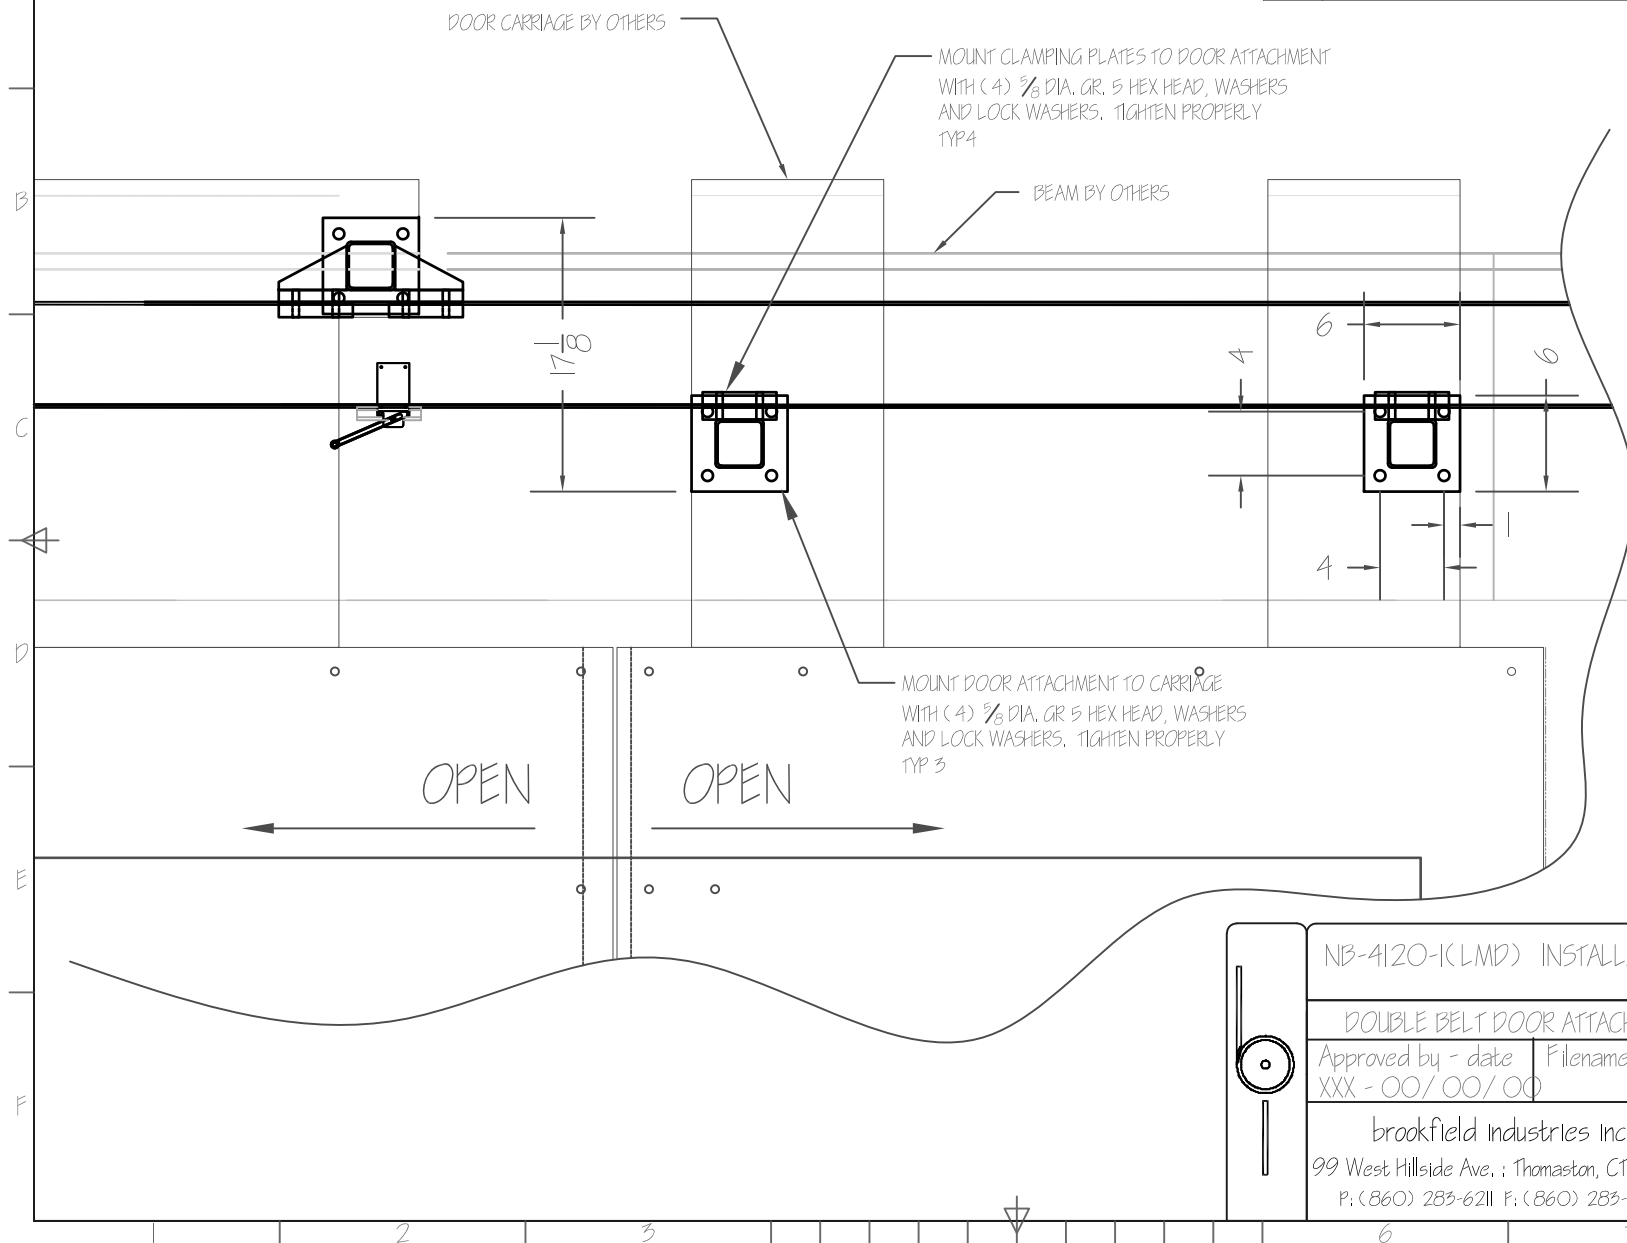 DOOR CARRIAGE BY OTHERS
MOUNT CLAMPING PLATES TO DOOR ATTACHMENT
WITH (4) 5/8 DIA. GR. 5 HEX HEAD, WASHERS
AND LOCK WASHERS. TIGHTEN PROPERLY
TYP4
BEAM BY OTHERS
B
17 1/8
6
4
6
C
1
4
D
MOUNT DOOR ATTACHMENT TO CARRIAGE
WITH (4) 5/8 DIA. GR 5 HEX HEAD, WASHERS
AND LOCK WASHERS. TIGHTEN PROPERLY
TYP 3
OPEN
OPEN
E
NB-4120-1(LMD) INSTALL
DOUBLE BELT DOOR ATTACH
Approved by - date
Filename
XXX - 00/00/00
F
brookfield industries inc
99 West Hillside Ave. ; Thomaston, CT
P: (860) 283-6211 F: (860) 283-
2
3
6